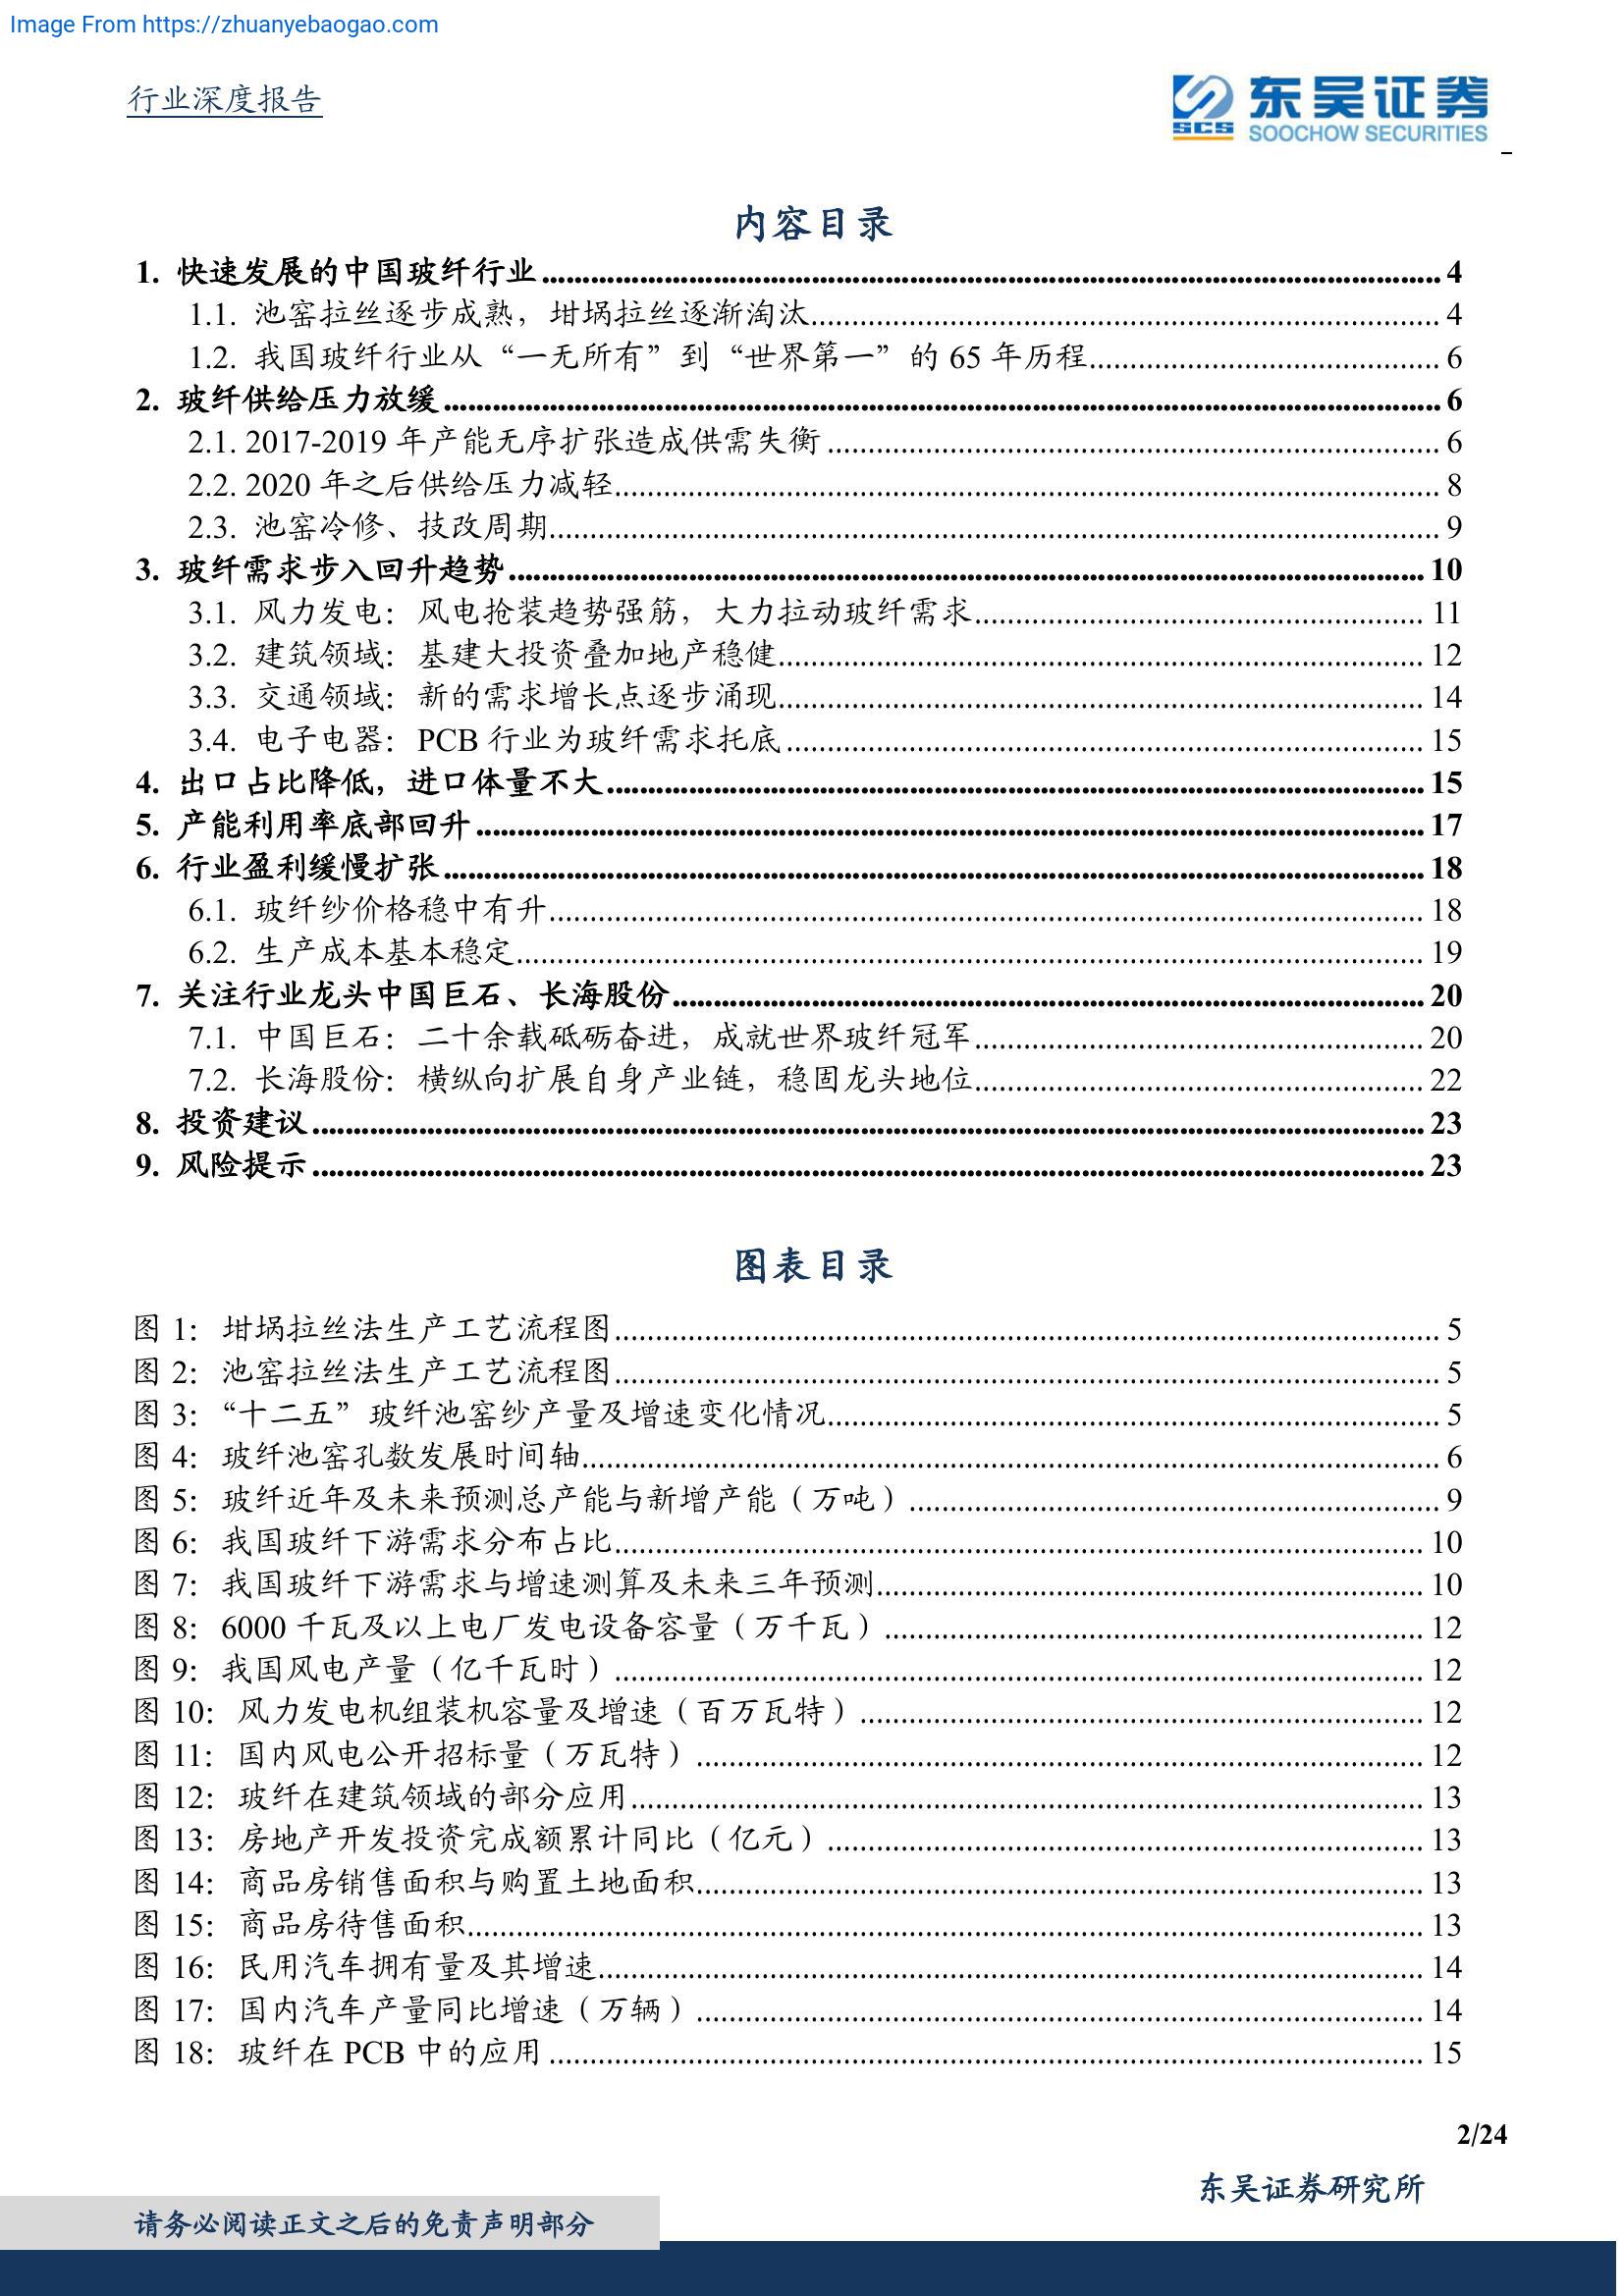 Image From https://zhuanyebaogao.com
行业深度报告
东吴证券
SCS
SOOCHOW SECURITIES
内容目录
1. 快速发展的中国玻纤行业 4
1.1. 池窑拉丝逐步成熟，坩埚拉丝逐渐淘汰 4
1.2. 我国玻纤行业从“一无所有”到“世界第一”的 65 年历程 6
2. 玻纤供给压力放缓 6
2.1. 2017-2019 年产能无序扩张造成供需失衡 6
2.2. 2020 年之后供给压力减轻 8
2.3. 池窑冷修、技改周期 9
3. 玻纤需求步入回升趋势 10
3.1. 风力发电：风电抢装趋势强筋，大力拉动玻纤需求 11
3.2. 建筑领域：基建大投资叠加地产稳健 12
3.3. 交通领域：新的需求增长点逐步涌现 14
3.4. 电子电器：PCB 行业为玻纤需求托底 15
4. 出口占比降低，进口体量不大 15
5. 产能利用率底部回升 17
6. 行业盈利缓慢扩张 18
6.1. 玻纤纱价格稳中有升 18
6.2. 生产成本基本稳定 19
7. 关注行业龙头中国巨石、长海股份 20
7.1. 中国巨石：二十余载砥砺奋进，成就世界玻纤冠军 20
7.2. 长海股份：横纵向扩展自身产业链，稳固龙头地位 22
8. 投资建议 23
9. 风险提示 23
图表目录
图 1：坩埚拉丝法生产工艺流程图 5
图 2：池窑拉丝法生产工艺流程图 5
图 3：“十二五”玻纤池窑纱产量及增速变化情况 5
图 4：玻纤池窑孔数发展时间轴 6
图 5：玻纤近年及未来预测总产能与新增产能（万吨） 9
图 6：我国玻纤下游需求分布占比 10
图 7：我国玻纤下游需求与增速测算及未来三年预测 10
图 8：6000 千瓦及以上电厂发电设备容量（万千瓦） 12
图 9：我国风电产量（亿千瓦时） 12
图 10：风力发电机组装机容量及增速（百万瓦特） 12
图 11：国内风电公开招标量（万瓦特） 12
图 12：玻纤在建筑领域的部分应用 13
图 13：房地产开发投资完成额累计同比（亿元） 13
图 14：商品房销售面积与购置土地面积 13
图 15：商品房待售面积 13
图 16：民用汽车拥有量及其增速 14
图 17：国内汽车产量同比增速（万辆） 14
图 18：玻纤在 PCB 中的应用 15
2/24
东吴证券研究所
请务必阅读正文之后的免责声明部分